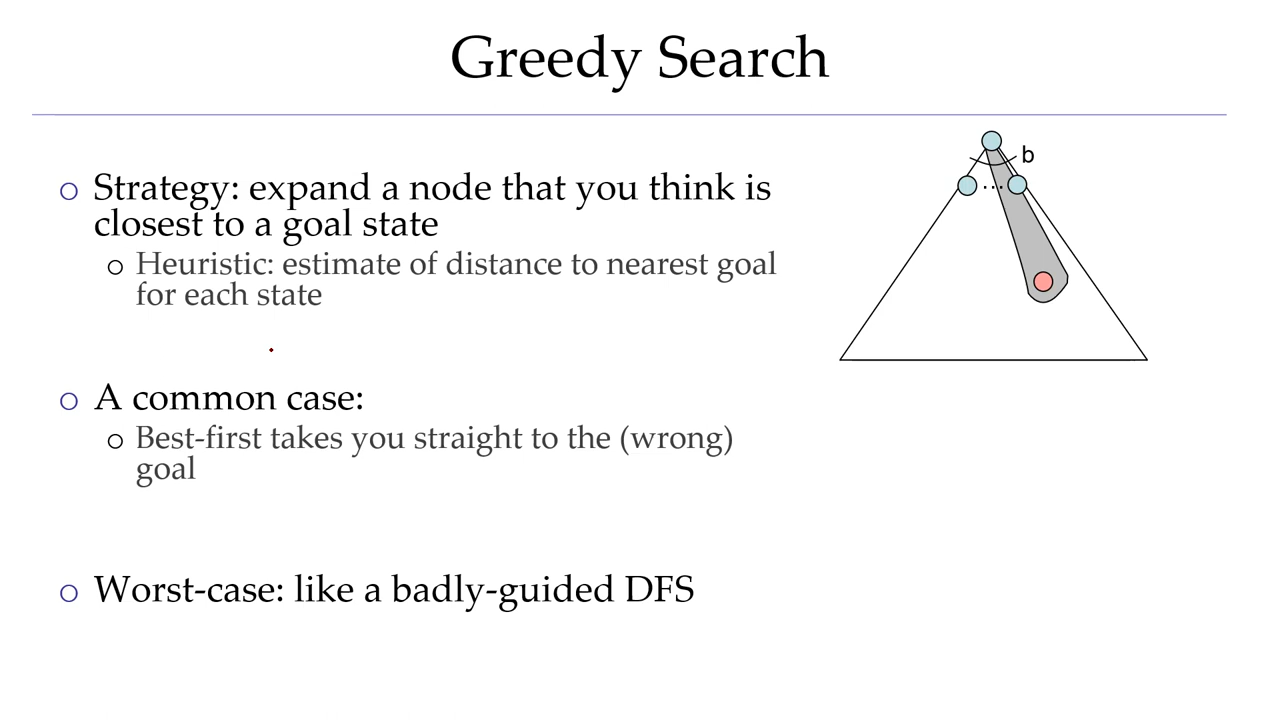 Greedy Search
b
...
Strategy: expand a node that you think is
closest to a goal state
Heuristic: estimate of distance to nearest goal
for each state
A common case:
Best-first takes you straight to the (wrong)
goal
Worst-case: like a badly-guided DFS